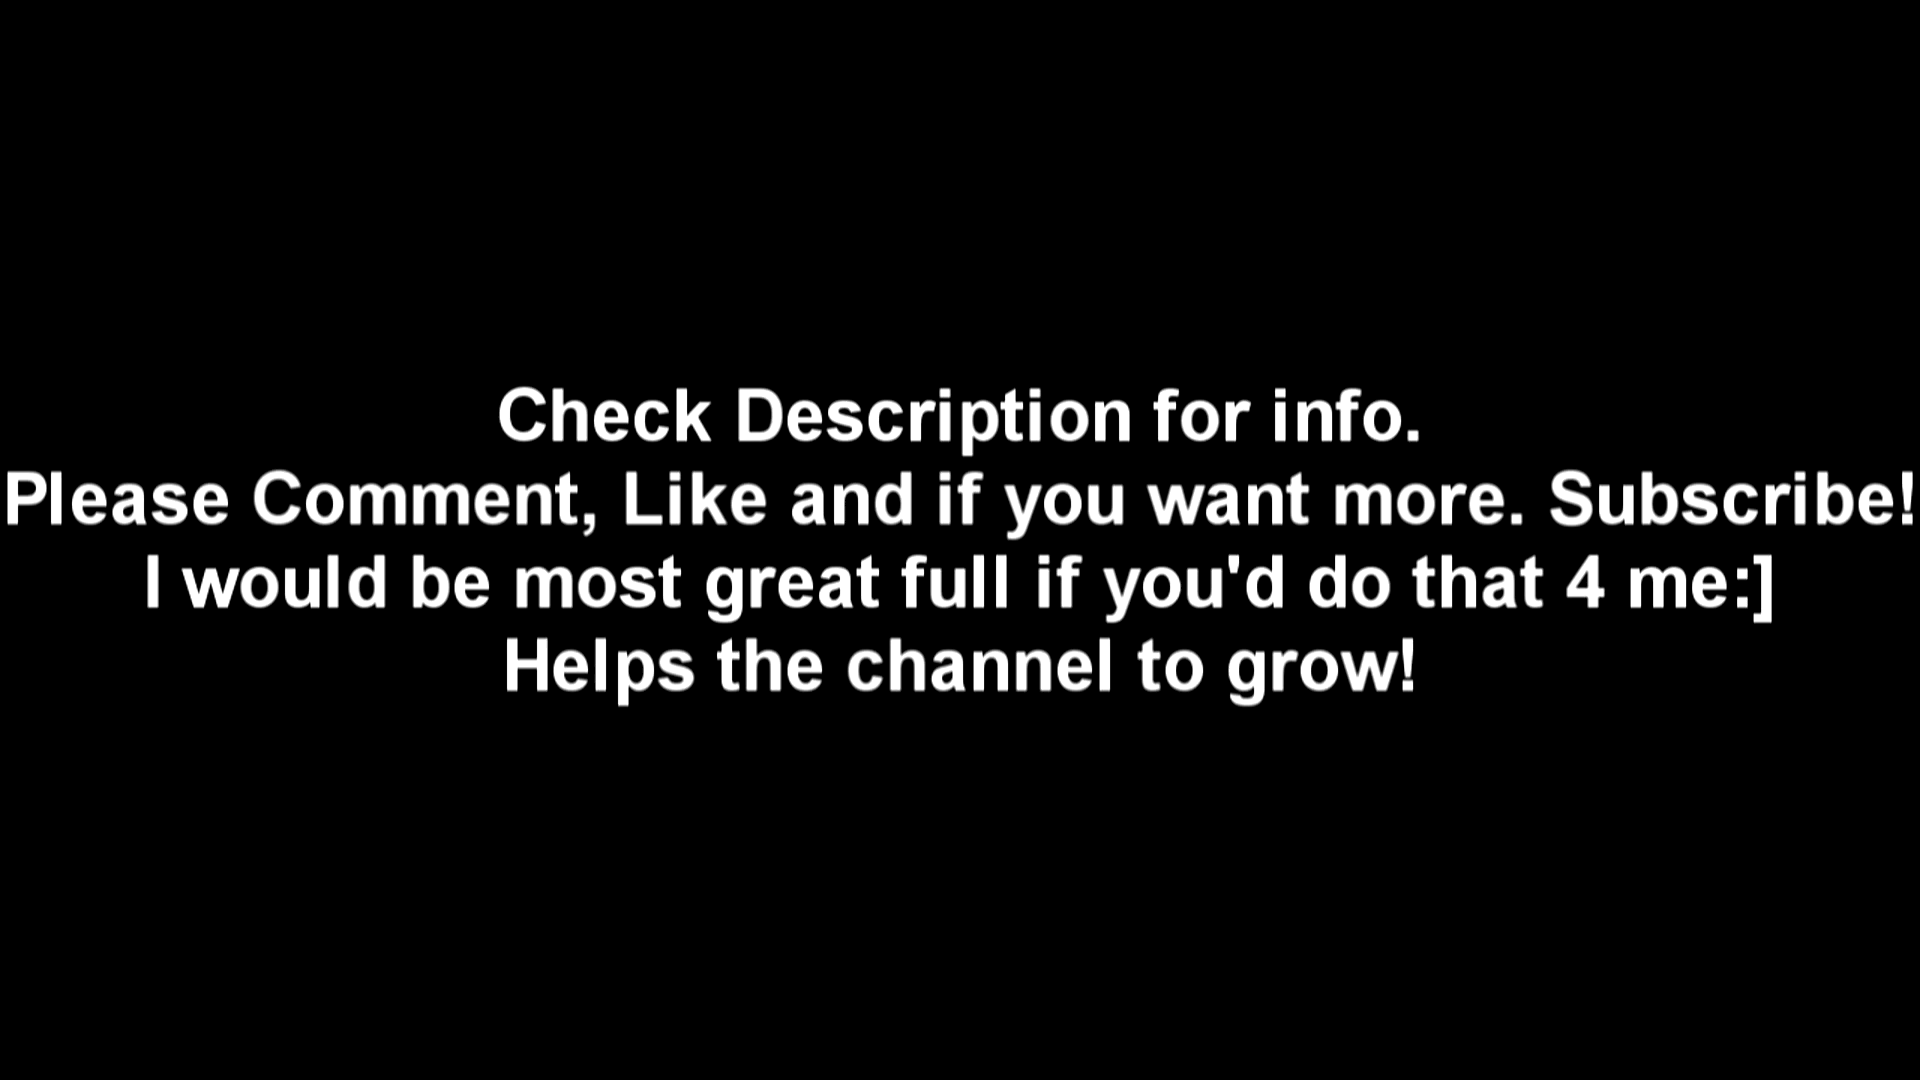 Check Description for info.
Please Comment, Like and if you want more. Subscribe!
I would be most great full if you'd do that 4 me:]
Helps the channel to grow!